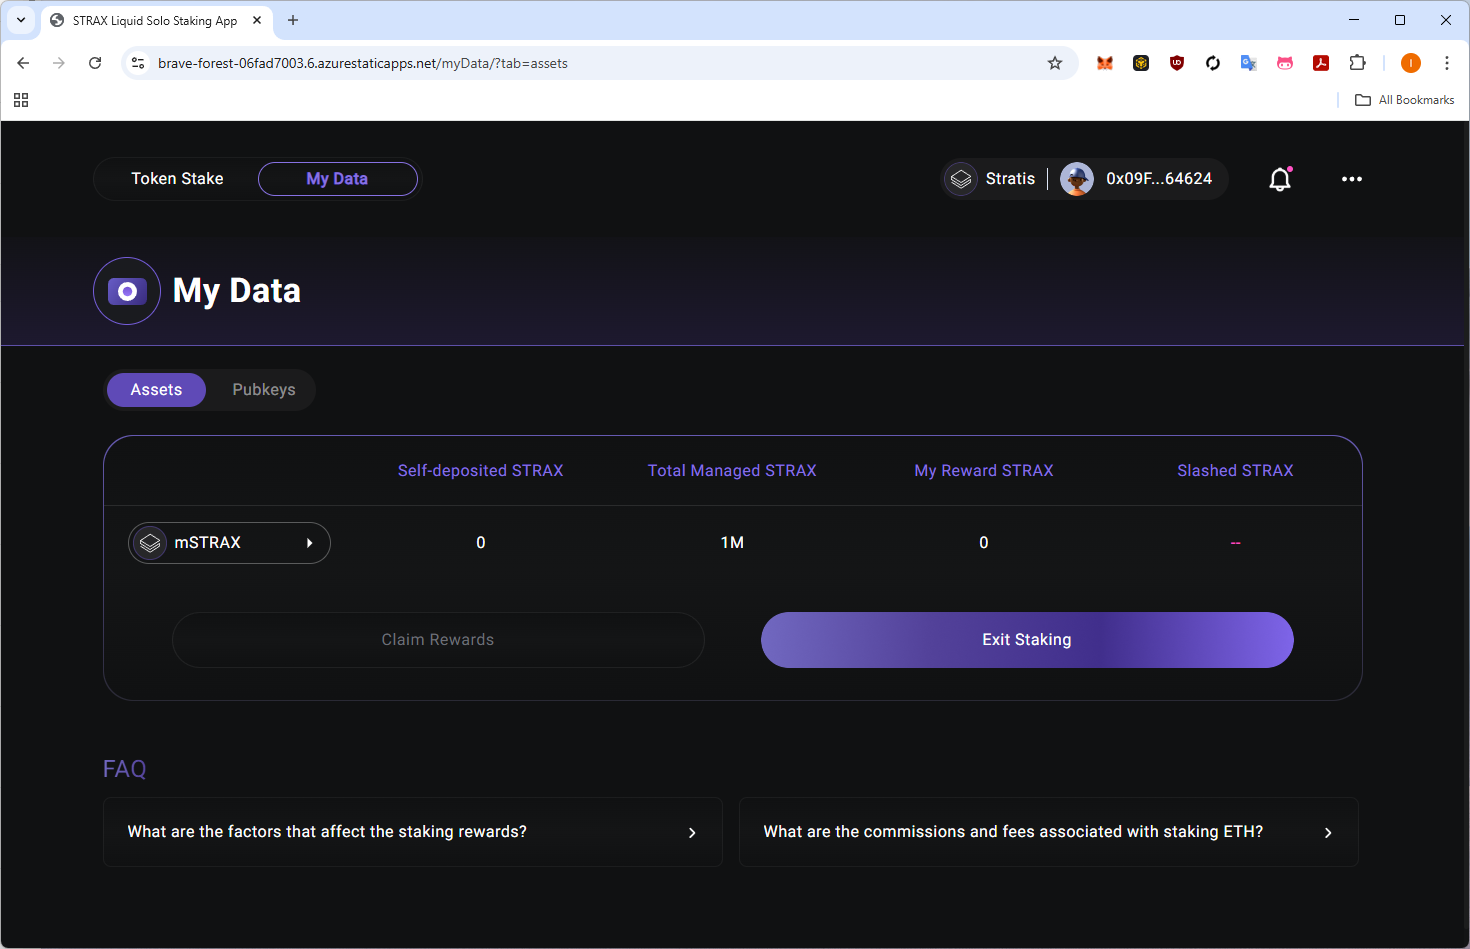 STRAX Liquid Solo Staking App
brave-forest-06fad7003.6.azurestaticapps.net/myData/?tab=assets
All Bookmarks
Token Stake
My Data
Stratis
0x09F...64624
My Data
Assets
Pubkeys
Self-deposited STRAX
Total Managed STRAX
My Reward STRAX
Slashed STRAX
mSTRAX
0
1M
0
--
Claim Rewards
Exit Staking
FAQ
What are the factors that affect the staking rewards?
What are the commissions and fees associated with staking ETH?